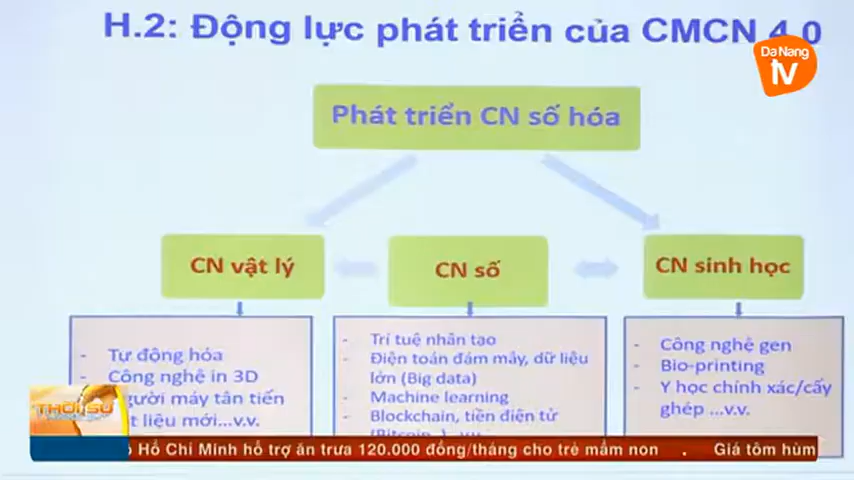 H.2: Động lực phát triển của CMCN 4.0
Da Nang
tv
Phát triển CN số hóa
CN vật lý
CN số
CN sinh học
- Tự động hóa
- Công nghệ in 3D
người máy tân tiến
liệu mới...v.v.
- Trí tuệ nhân tạo
- Điện toán đám mây, dữ liệu
lớn (Big data)
- Machine learning
- Blockchain, tiền điện tử
- Công nghệ gen
- Bio-printing
- Y học chính xác/cấy
ghép ...v.v.
THỜI SỰ
Hồ Chí Minh hỗ trợ ăn trưa 120.000 đồng/tháng cho trẻ mầm non . Giá tôm hùm